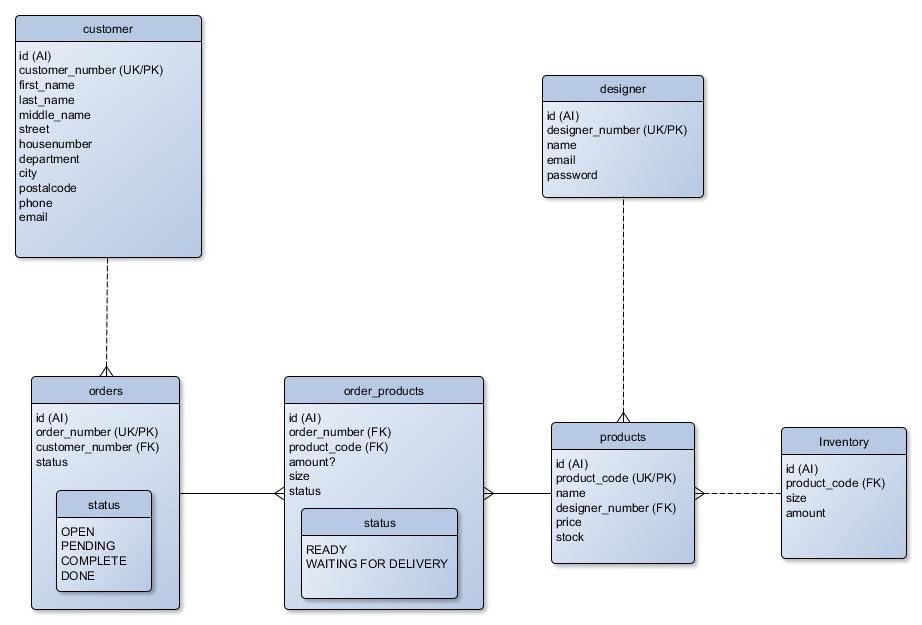 customer
id (AI)
customer_number (UK/PK)
first_name
last_name
middle_name
street
housenumber
department
city
postalcode
phone
email
designer
id (AI)
designer_number (UK/PK)
name
email
password
orders
id (AI)
order_number (UK/PK)
customer_number (FK)
status
status
OPEN
PENDING
COMPLETE
DONE
order_products
id (AI)
order_number (FK)
product_code (FK)
amount?
size
status
status
READY
WAITING FOR DELIVERY
products
id (AI)
product_code (UK/PK)
name
designer_number (FK)
price
stock
Inventory
id (AI)
product_code (FK)
size
amount